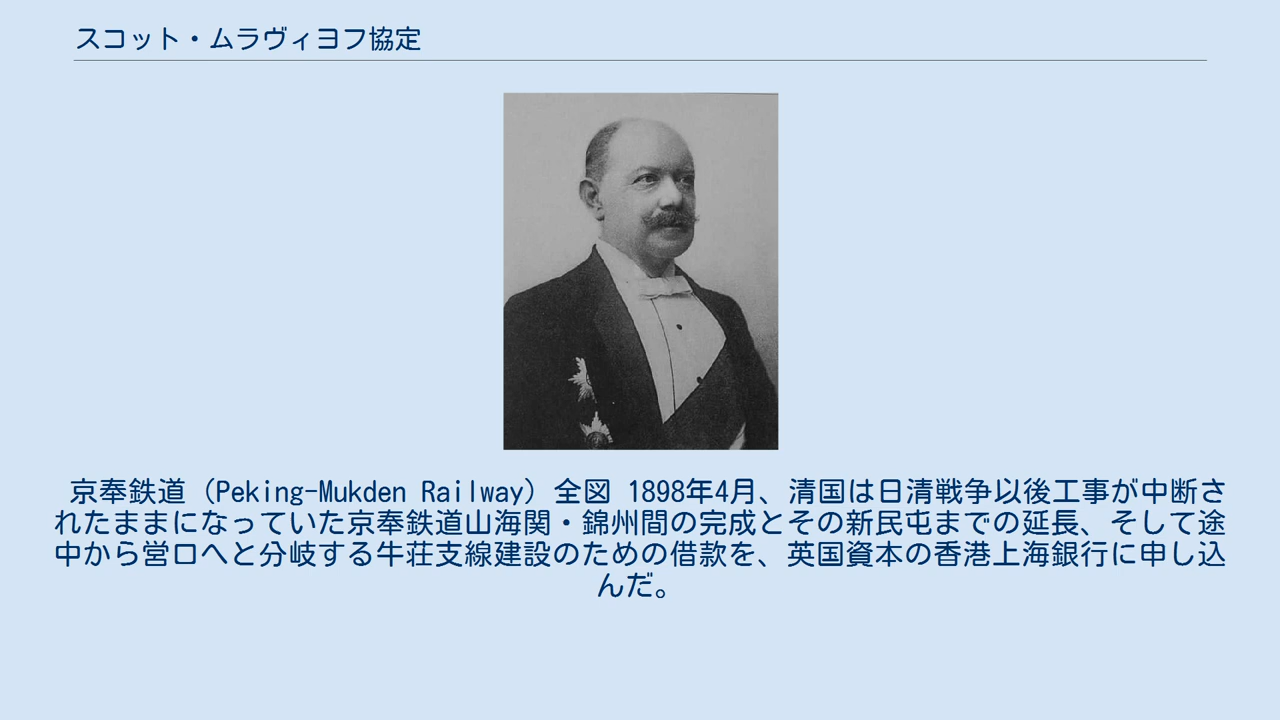 スコット・ムラヴィヨフ協定
京奉鉄道（Peking-Mukden Railway）全図 1898年4月、清国は日清戦争以後工事が中断さ
れたままになっていた京奉鉄道山海関・錦州間の完成とその新民屯までの延長、そして途
中から営口へと分岐する牛荘支線建設のための借款を、英国資本の香港上海銀行に申し込
んだ。